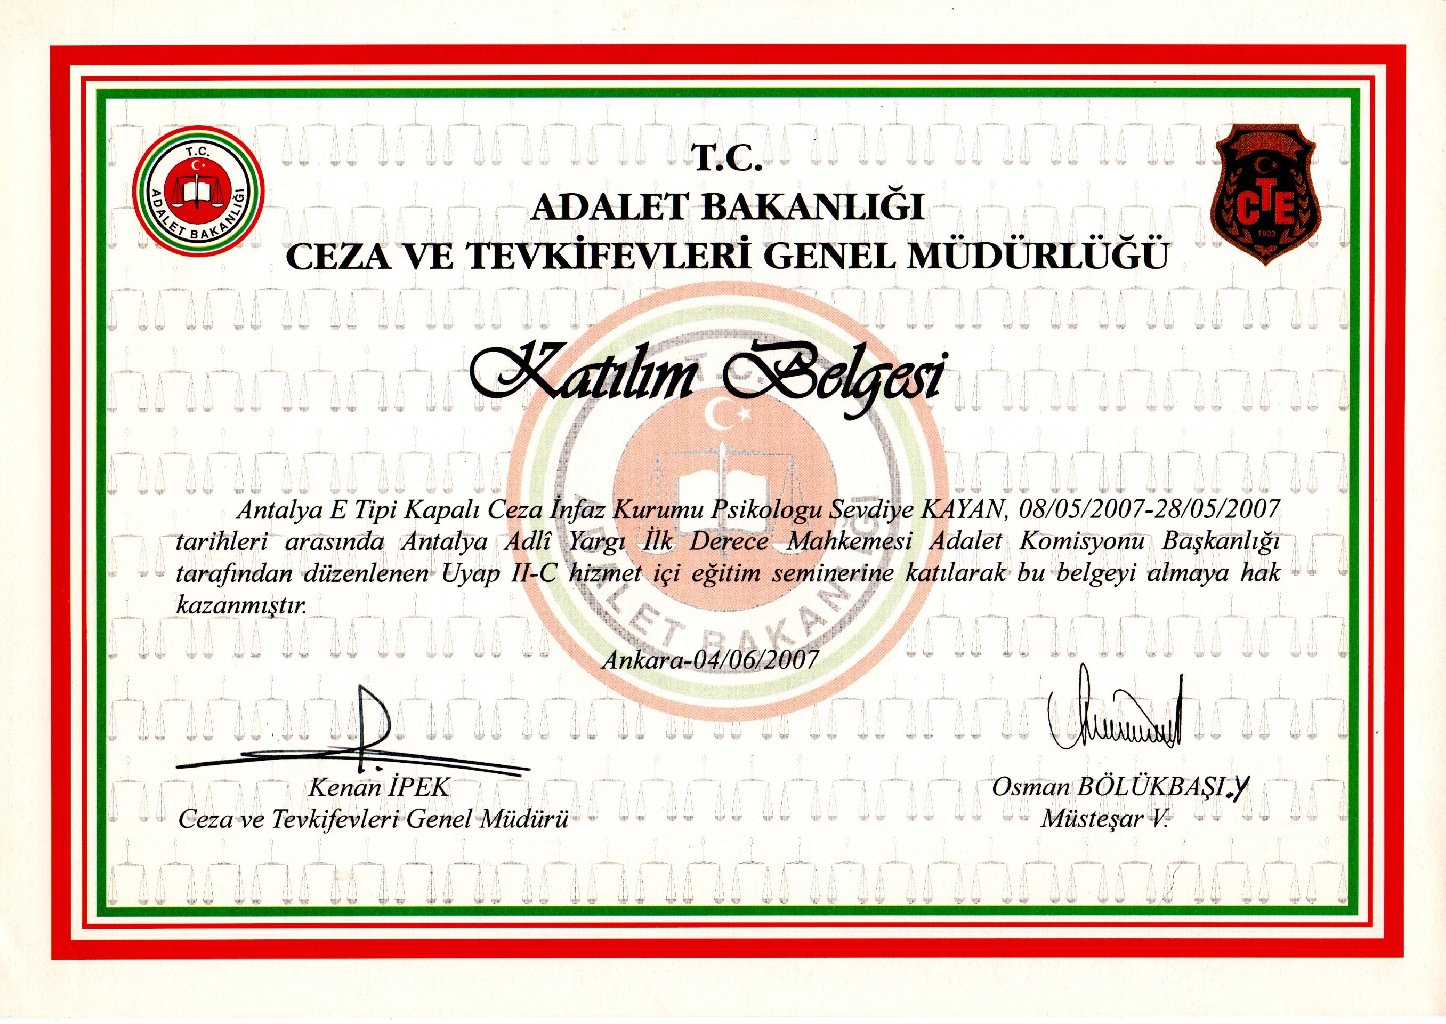 T.C.
ADALET BAKANLIĞI
T.C.
ADALET BAKANLIĞI
CEZA VE TEVKİFEVLERİ GENEL MÜDÜRLÜĞÜ
CTE
1923
Katılım Belgesi
T.C.
ADALET BAKANLIĞI
Antalya E Tipi Kapalı Ceza İnfaz Kurumu Psikologu Sevdiye KAYAN, 08/05/2007-28/05/2007
tarihleri arasında Antalya Adlî Yargı İlk Derece Mahkemesi Adalet Komisyonu Başkanlığı
tarafından düzenlenen Uyap II-C hizmet içi eğitim seminerine katılarak bu belgeyi almaya hak
kazanmıştır.
Ankara-04/06/2007
Kenan İPEK
Ceza ve Tevkifevleri Genel Müdürü
Osman BÖLÜKBAŞI.y
Müsteşar V.